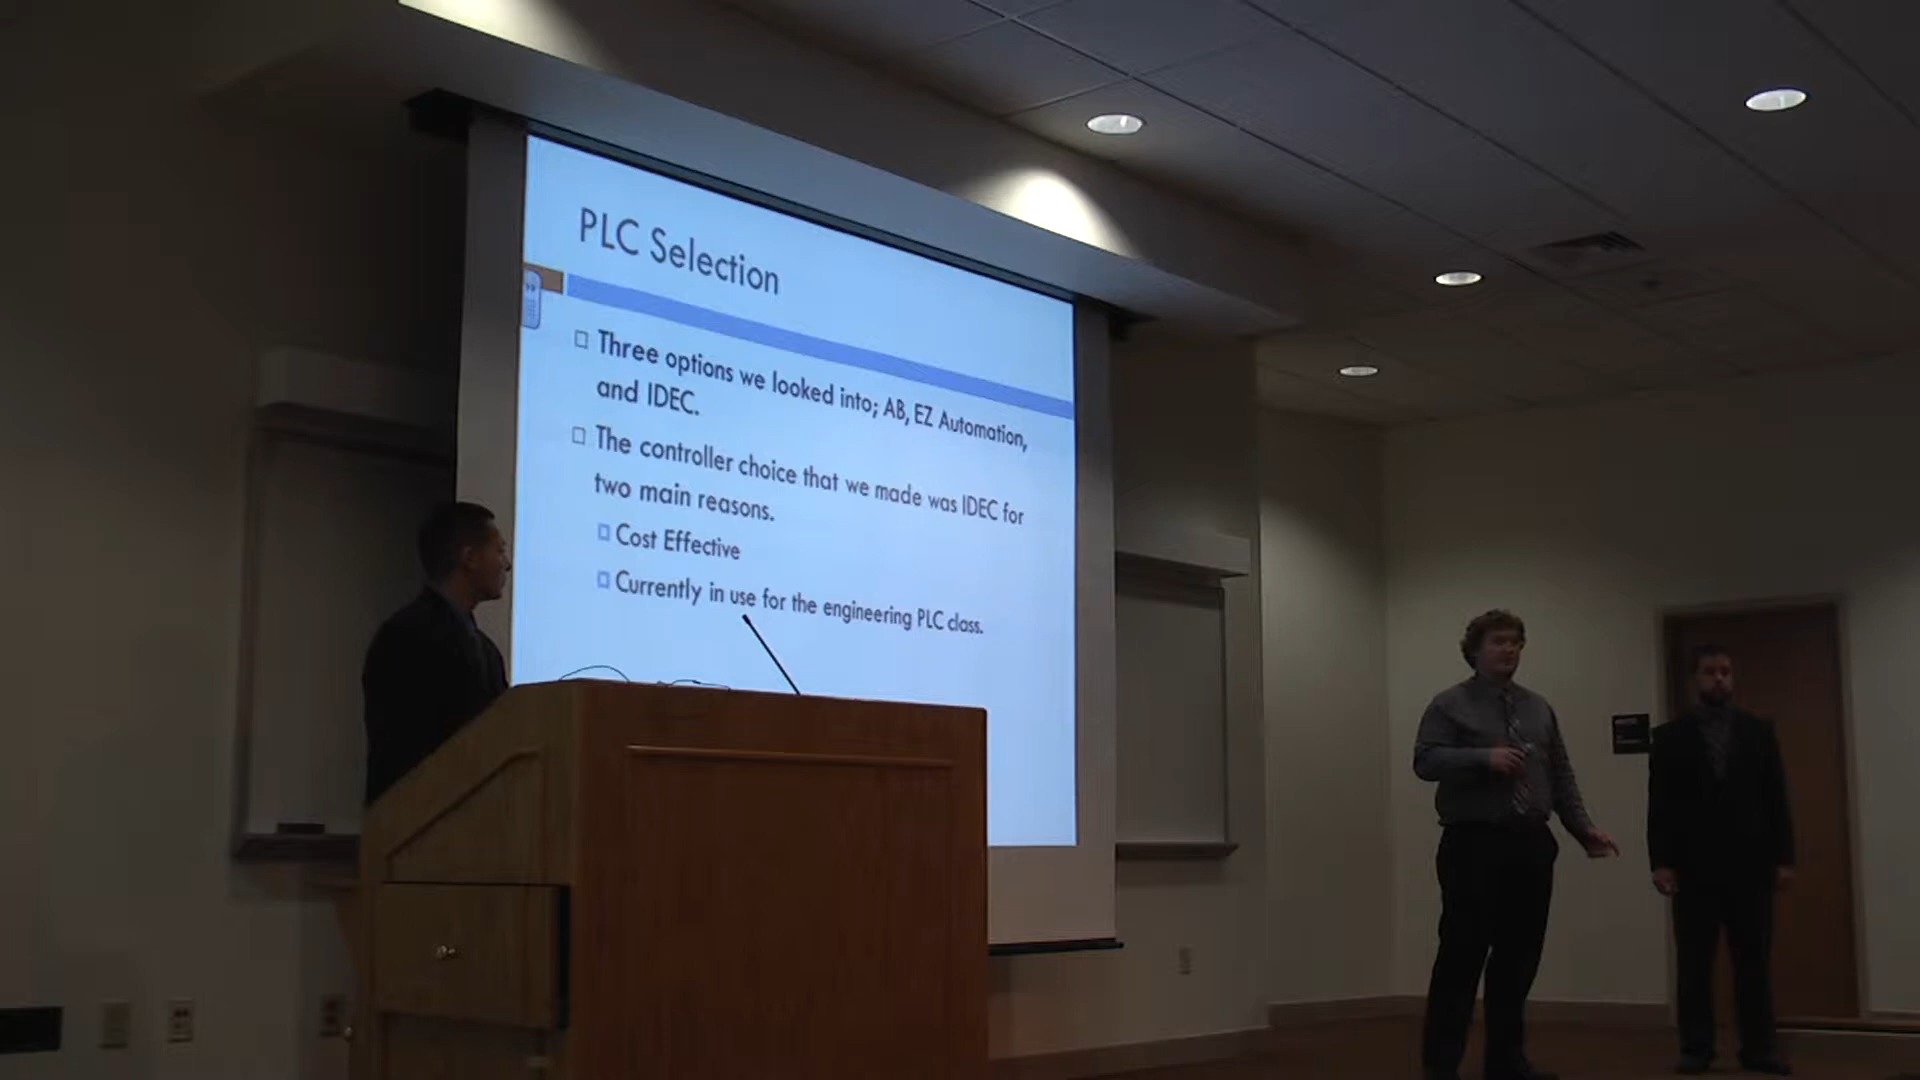 PLC Selection
Three options we looked into; AB, EZ Automation,
and IDEC.
The controller choice that we made was IDEC for
two main reasons.
Cost Effective
Currently in use for the engineering PLC class.